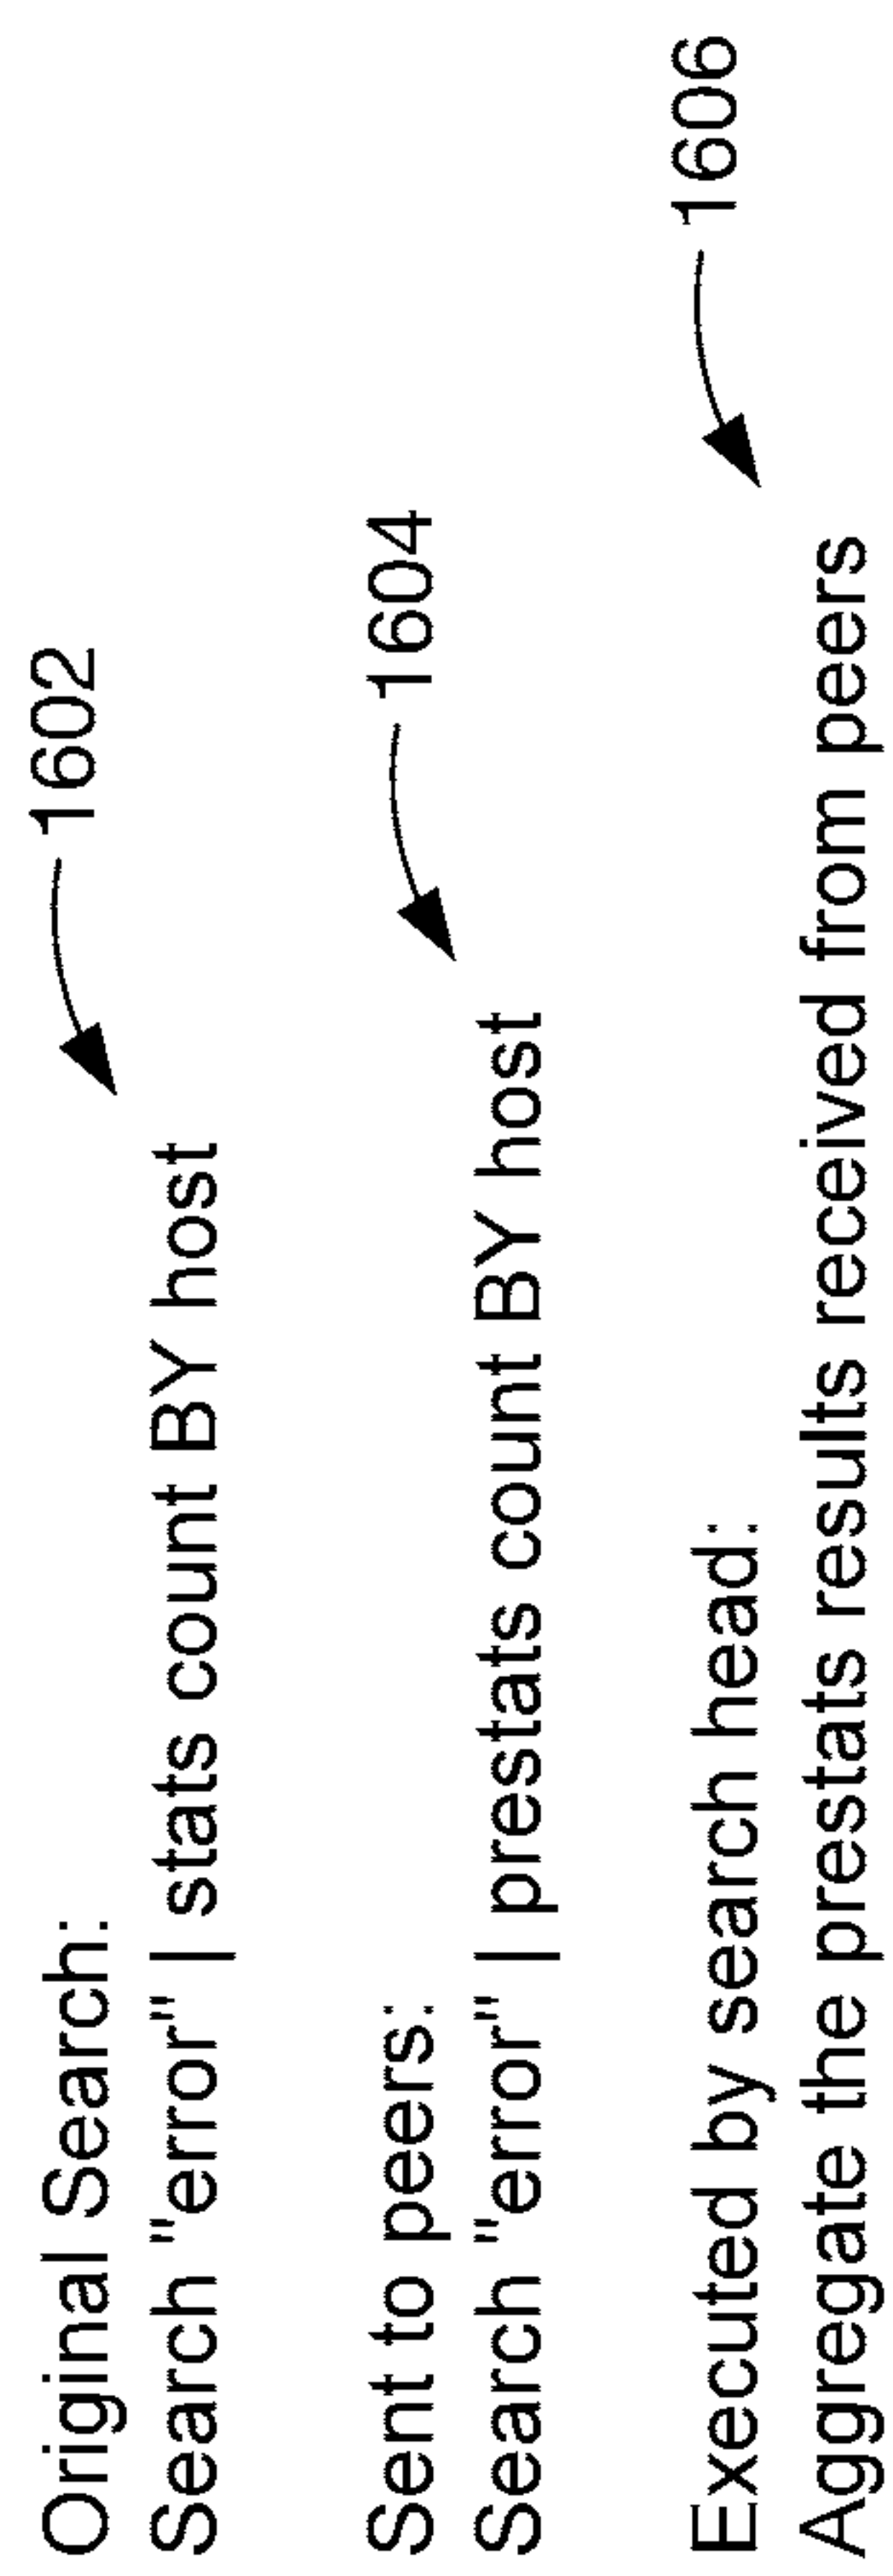 Original Search: 1602
Search "error" | stats count BY host
Sent to peers: 1604
Search "error" | prestats count BY host
Executed by search head: 1606
Aggregate the prestats results received from peers